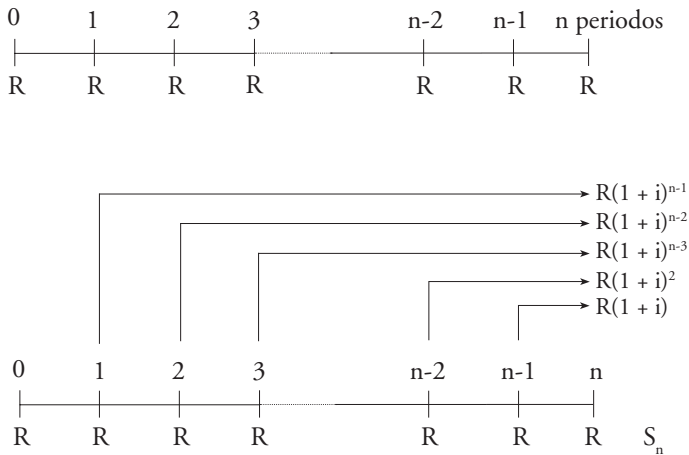 0 1 2 3 n-2 n-1 n periodos
R R R R R R R
R(1 + i)ⁿ⁻¹
R(1 + i)ⁿ⁻²
R(1 + i)ⁿ⁻³
R(1 + i)²
R(1 + i)
0 1 2 3 n-2 n-1 n
R R R R R R R Sₙ